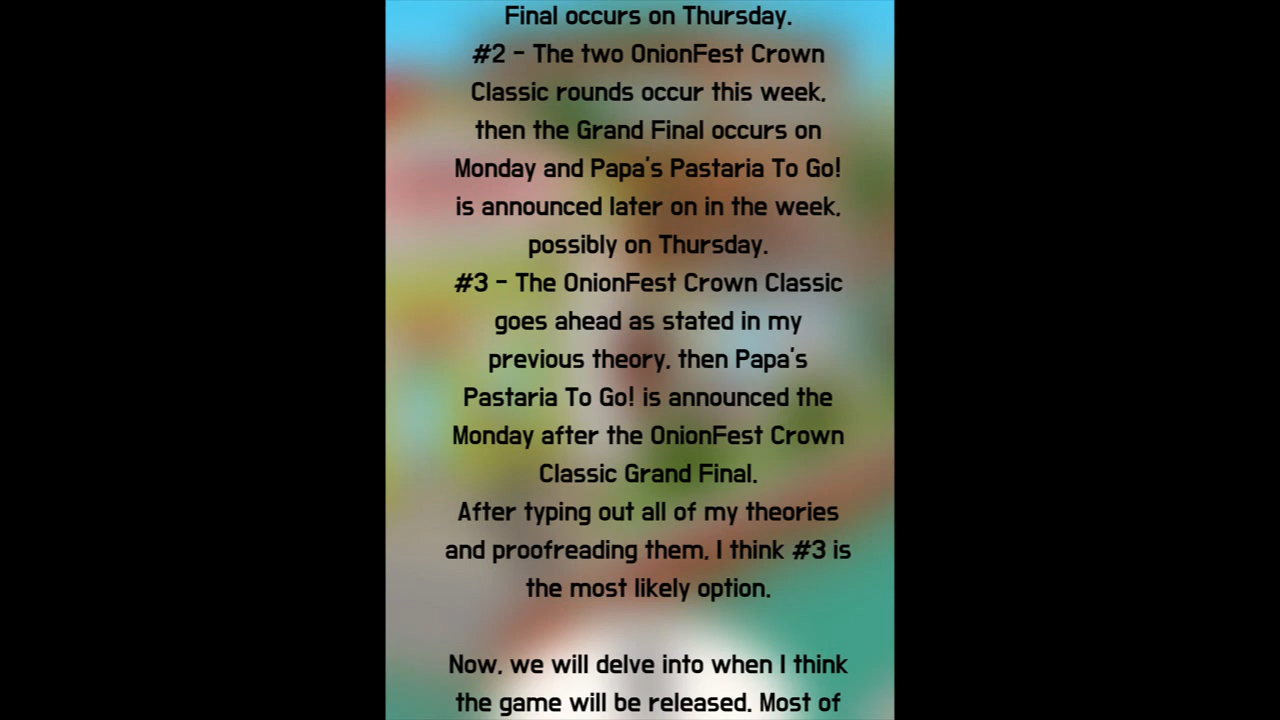 Final occurs on Thursday.
#2 - The two OnionFest Crown
Classic rounds occur this week,
then the Grand Final occurs on
Monday and Papa's Pastaria To Go!
is announced later on in the week,
possibly on Thursday.
#3 - The OnionFest Crown Classic
goes ahead as stated in my
previous theory, then Papa's
Pastaria To Go! is announced the
Monday after the OnionFest Crown
Classic Grand Final.
After typing out all of my theories
and proofreading them, I think #3 is
the most likely option.
Now, we will delve into when I think
the game will be released. Most of